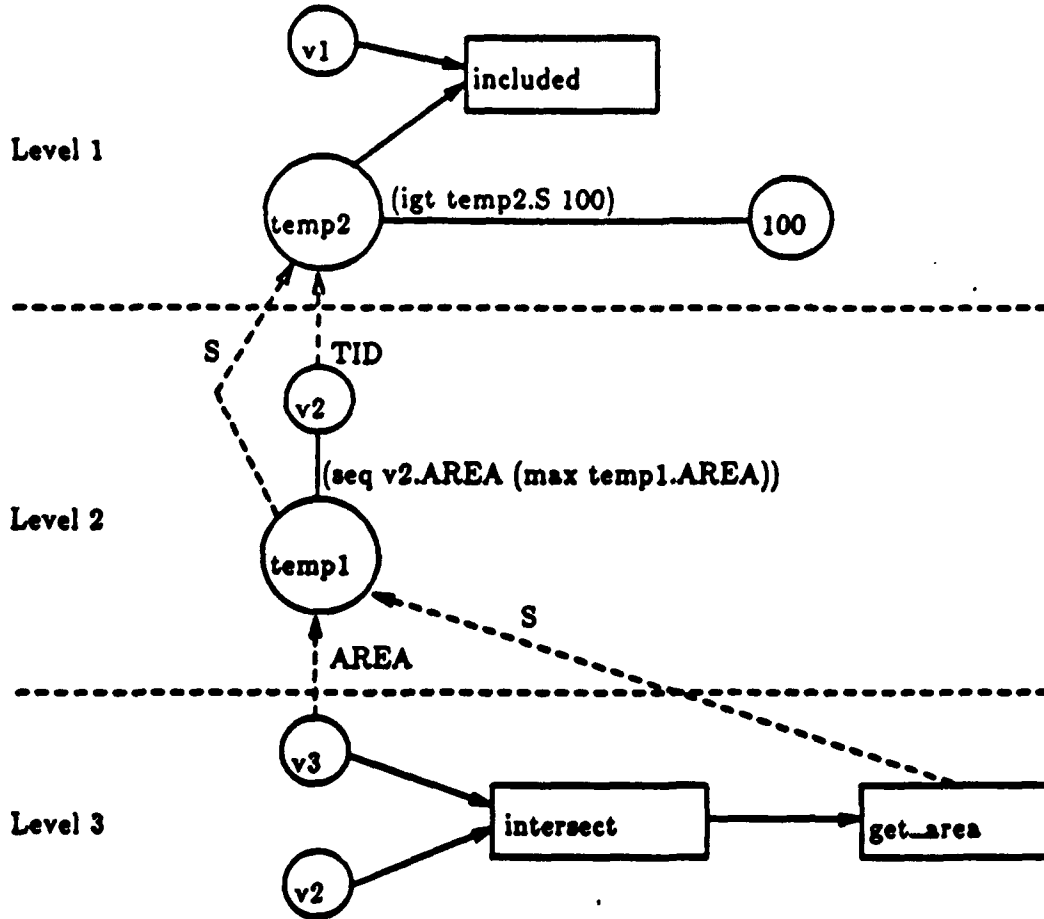 v1
included
Level 1
temp2
(igt temp2.S 100)
100
S
TID
v2
(seq v2.AREA (max temp1.AREA))
Level 2
temp1
S
AREA
v3
Level 3
intersect
get_area
v2